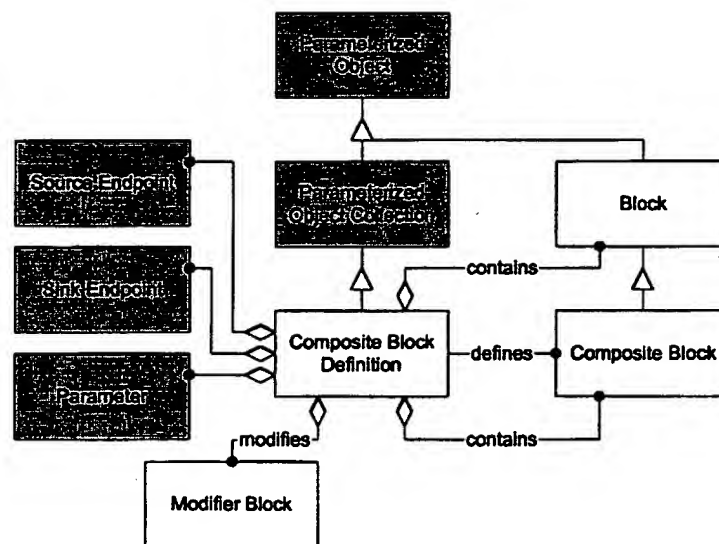 Parameterized
Object
Source Endpoint
Parameterized
Object Collection
Block
contains
Sink Endpoint
Composite Block
Definition
defines
Composite Block
Parameter
modifies
contains
Modifier Block